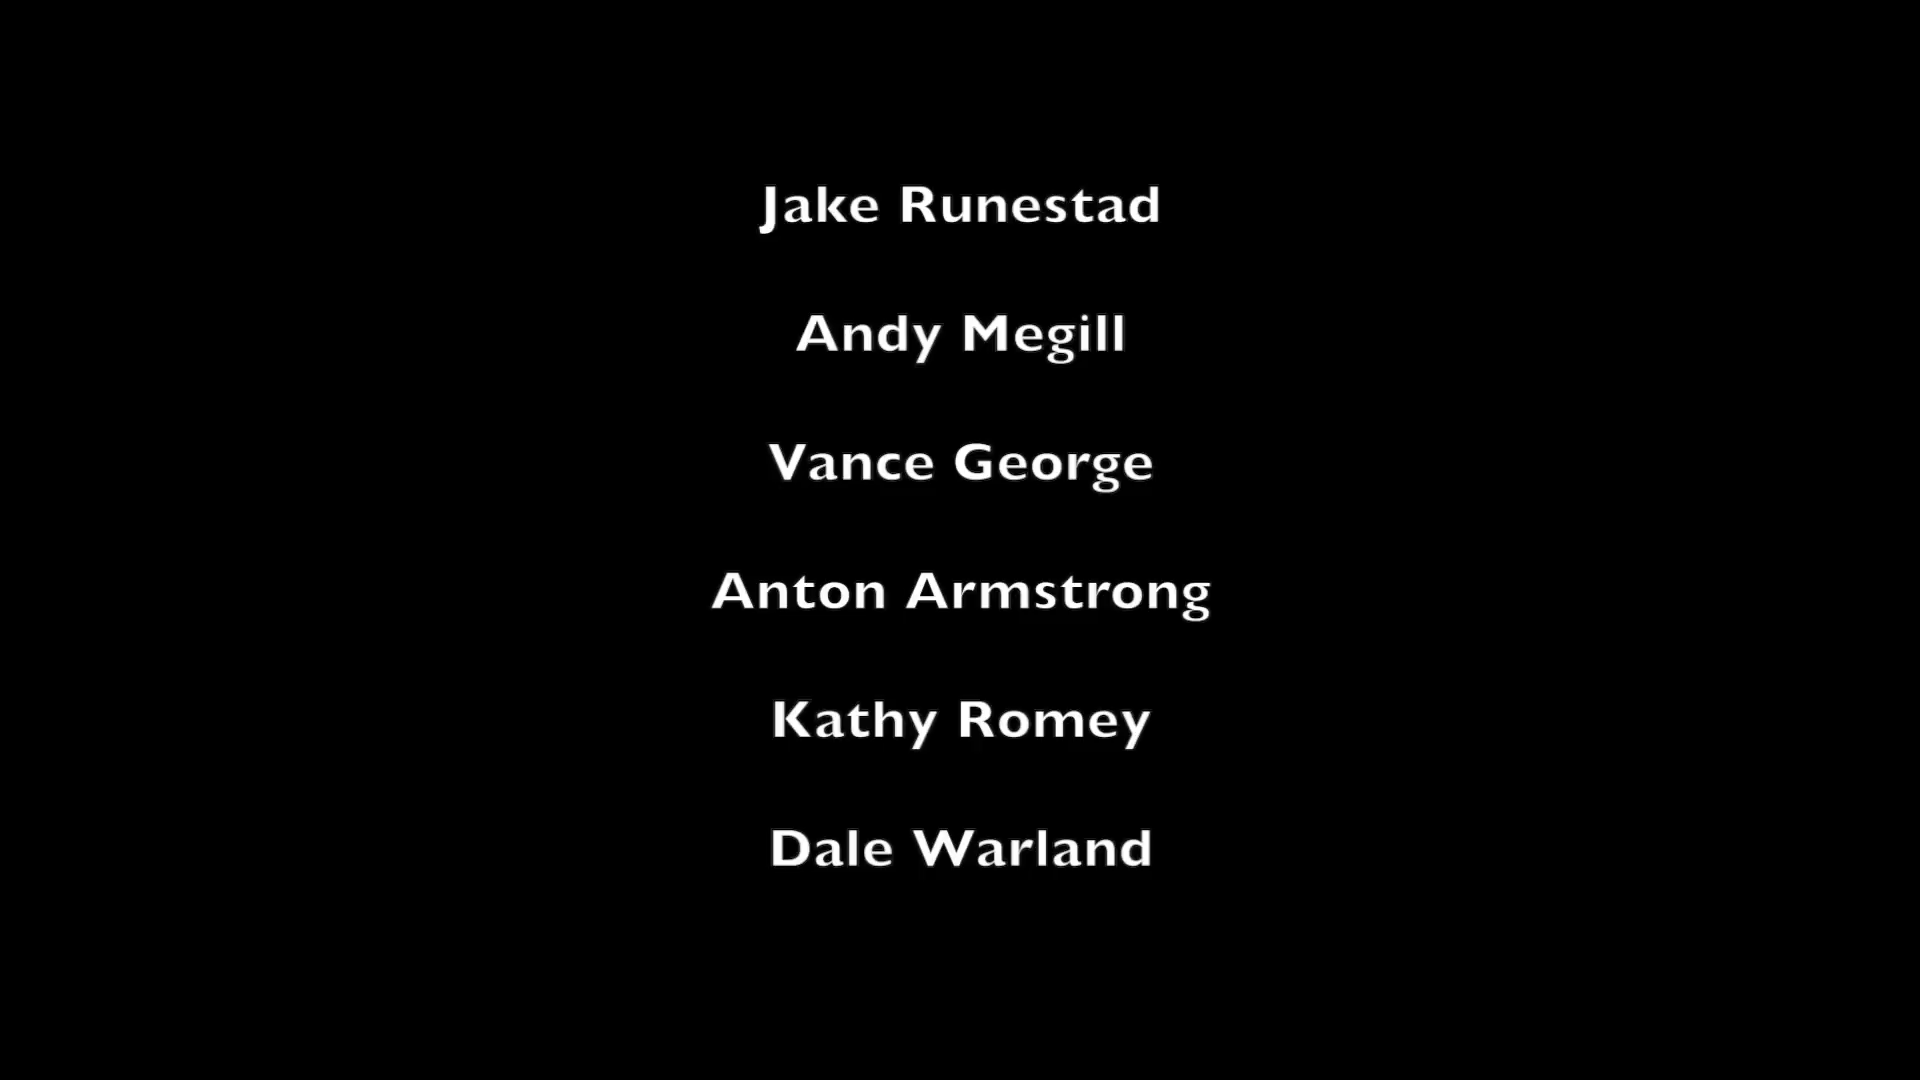 Jake Runestad
Andy Megill
Vance George
Anton Armstrong
Kathy Romey
Dale Warland